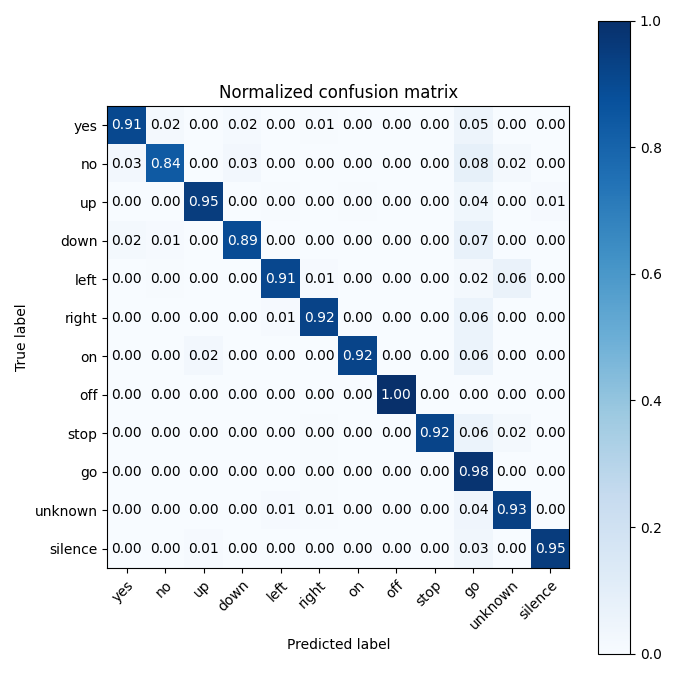 Normalized confusion matrix
True label
yes 0.91 0.02 0.00 0.02 0.00 0.01 0.00 0.00 0.00 0.05 0.00 0.00
no 0.03 0.84 0.00 0.03 0.00 0.00 0.00 0.00 0.00 0.08 0.02 0.00
up 0.00 0.00 0.95 0.00 0.00 0.00 0.00 0.00 0.00 0.04 0.00 0.01
down 0.02 0.01 0.00 0.89 0.00 0.00 0.00 0.00 0.00 0.07 0.00 0.00
left 0.00 0.00 0.00 0.00 0.91 0.01 0.00 0.00 0.00 0.02 0.06 0.00
right 0.00 0.00 0.00 0.00 0.01 0.92 0.00 0.00 0.00 0.06 0.00 0.00
on 0.00 0.00 0.02 0.00 0.00 0.00 0.92 0.00 0.00 0.06 0.00 0.00
off 0.00 0.00 0.00 0.00 0.00 0.00 0.00 1.00 0.00 0.00 0.00 0.00
stop 0.00 0.00 0.00 0.00 0.00 0.00 0.00 0.00 0.92 0.06 0.02 0.00
go 0.00 0.00 0.00 0.00 0.00 0.00 0.00 0.00 0.00 0.98 0.00 0.00
unknown 0.00 0.00 0.00 0.00 0.01 0.01 0.00 0.00 0.00 0.04 0.93 0.00
silence 0.00 0.00 0.01 0.00 0.00 0.00 0.00 0.00 0.00 0.03 0.00 0.95
yes no up down left right on off stop go unknown silence
Predicted label
1.0
0.8
0.6
0.4
0.2
0.0